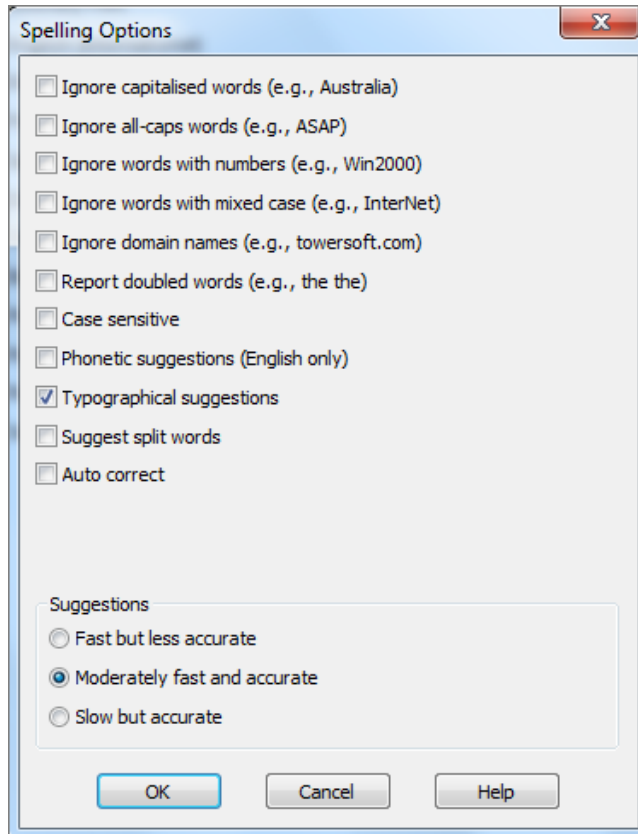 Spelling Options
Ignore capitalised words (e.g., Australia)
Ignore all-caps words (e.g., ASAP)
Ignore words with numbers (e.g., Win2000)
Ignore words with mixed case (e.g., InterNet)
Ignore domain names (e.g., towersoft.com)
Report doubled words (e.g., the the)
Case sensitive
Phonetic suggestions (English only)
Typographical suggestions
Suggest split words
Auto correct
Suggestions
Fast but less accurate
Moderately fast and accurate
Slow but accurate
OK Cancel Help